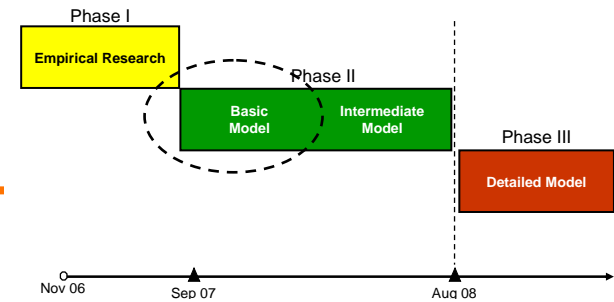 Phase I
Empirical Research
Phase II
Basic
Model
Intermediate
Model
Phase III
Detailed Model
Nov 06
Sep 07
Aug 08